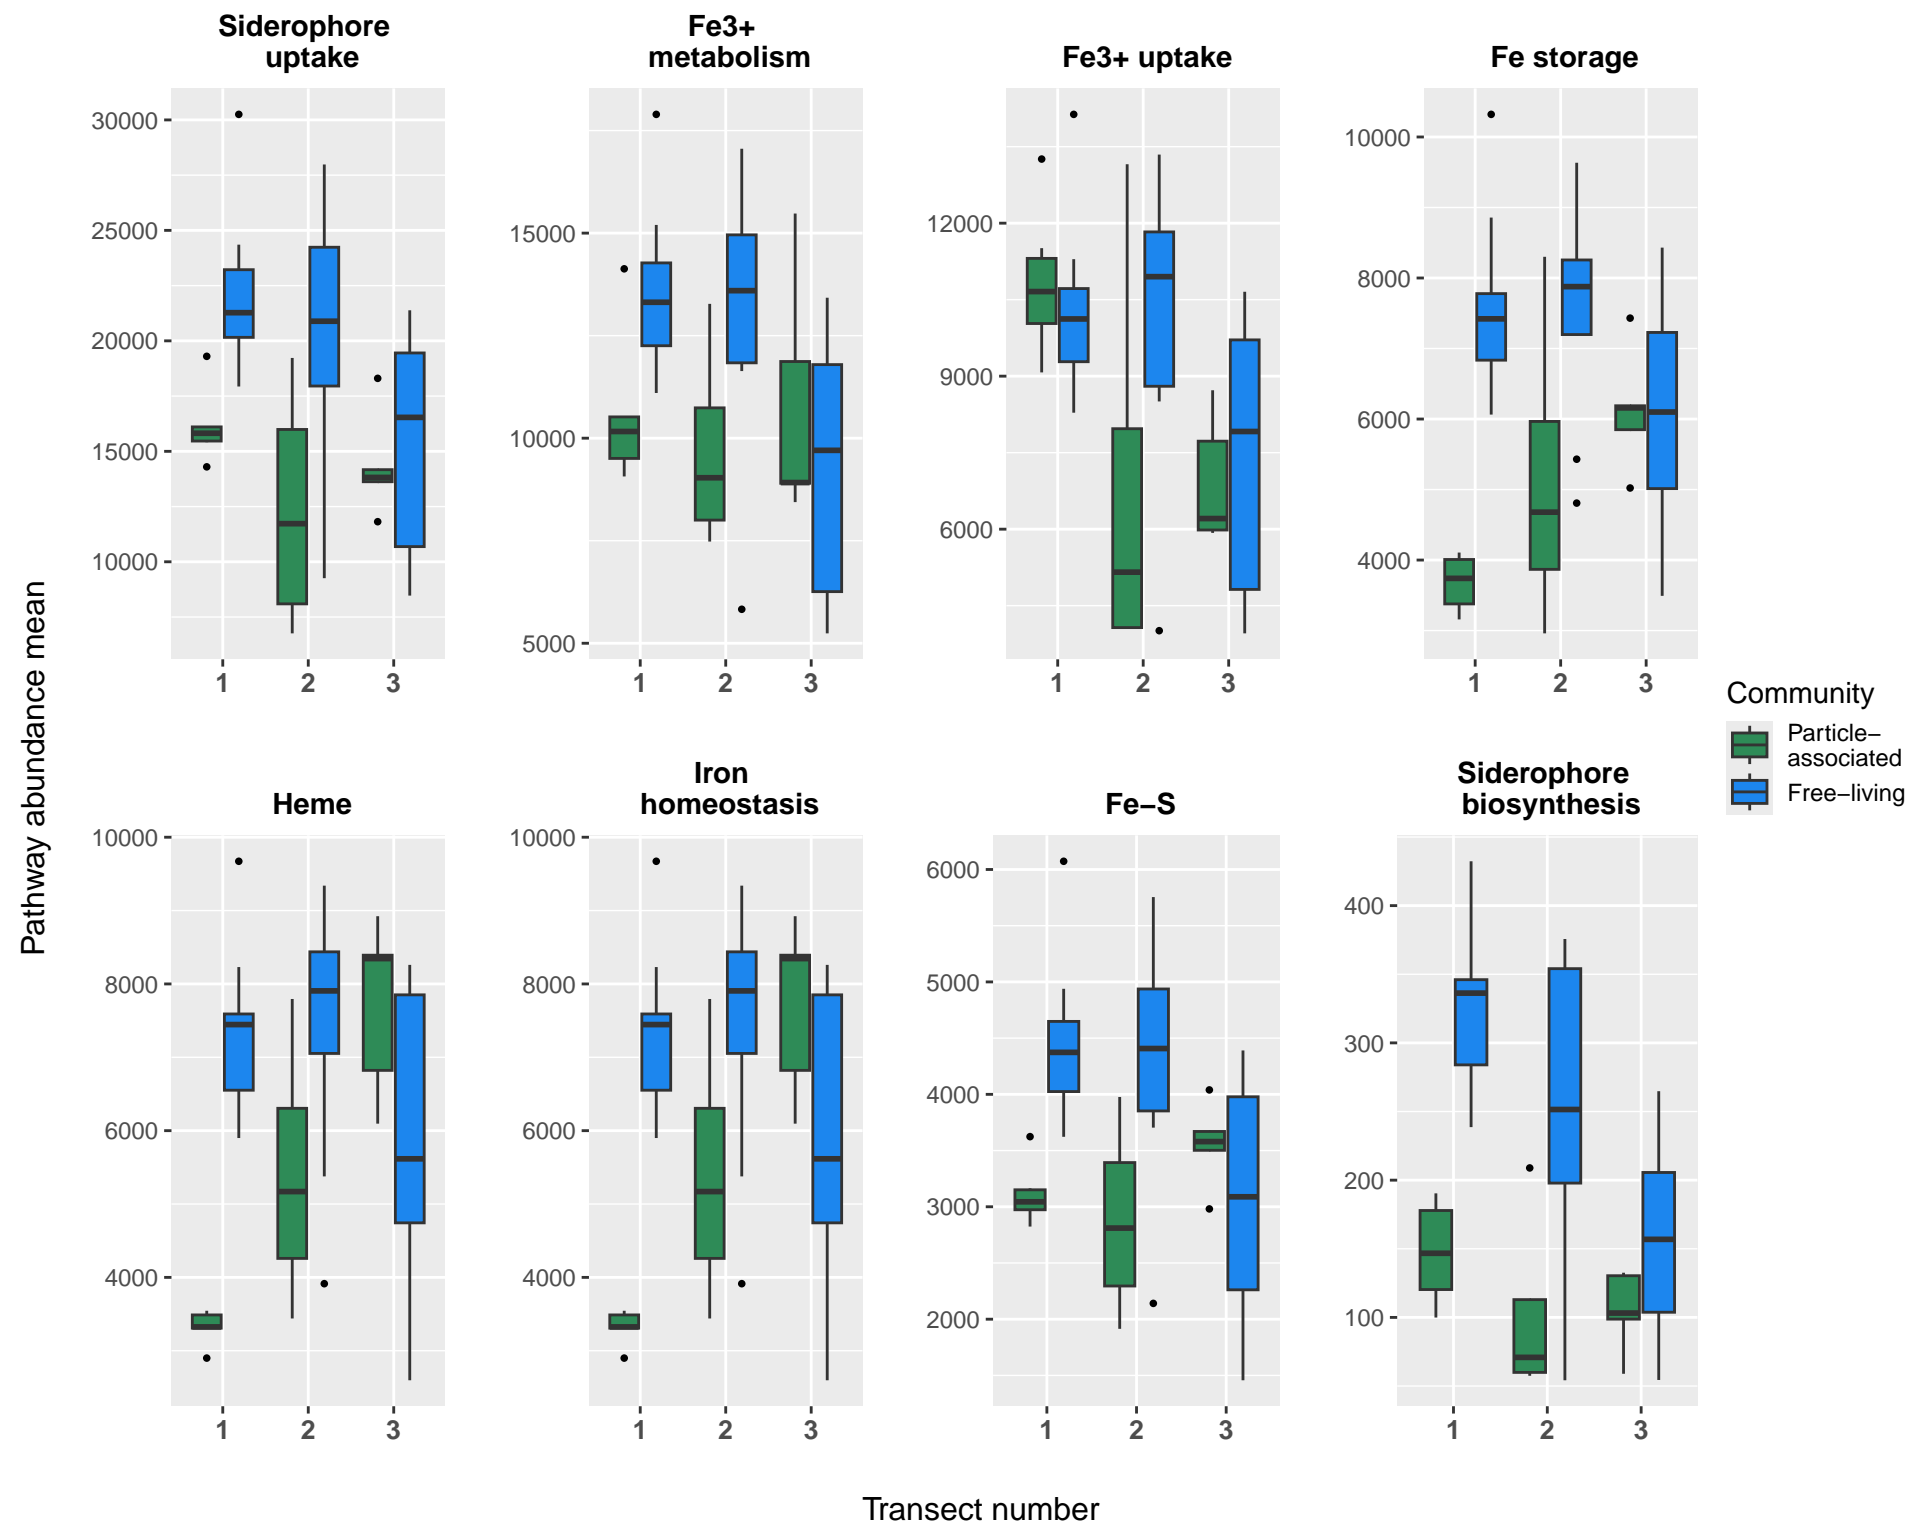 Siderophore
uptake
Fe3+
metabolism
Fe3+ uptake
Fe storage
30000
25000
20000
15000
10000
1 2 3
15000
10000
5000
1 2 3
12000
9000
6000
1 2 3
10000
8000
6000
4000
1 2 3
Pathway abundance mean
Community
Particle−
associated
Free−living
Heme
Iron
homeostasis
Fe−S
Siderophore
biosynthesis
10000
8000
6000
4000
1 2 3
10000
8000
6000
4000
1 2 3
6000
5000
4000
3000
2000
1 2 3
400
300
200
100
1 2 3
Transect number